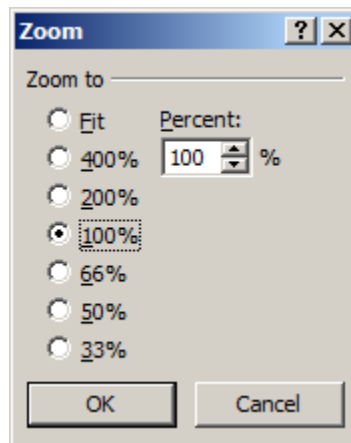 Zoom
Zoom to
Fit
Percent:
400%
100
%
200%
100%
66%
50%
33%
OK
Cancel